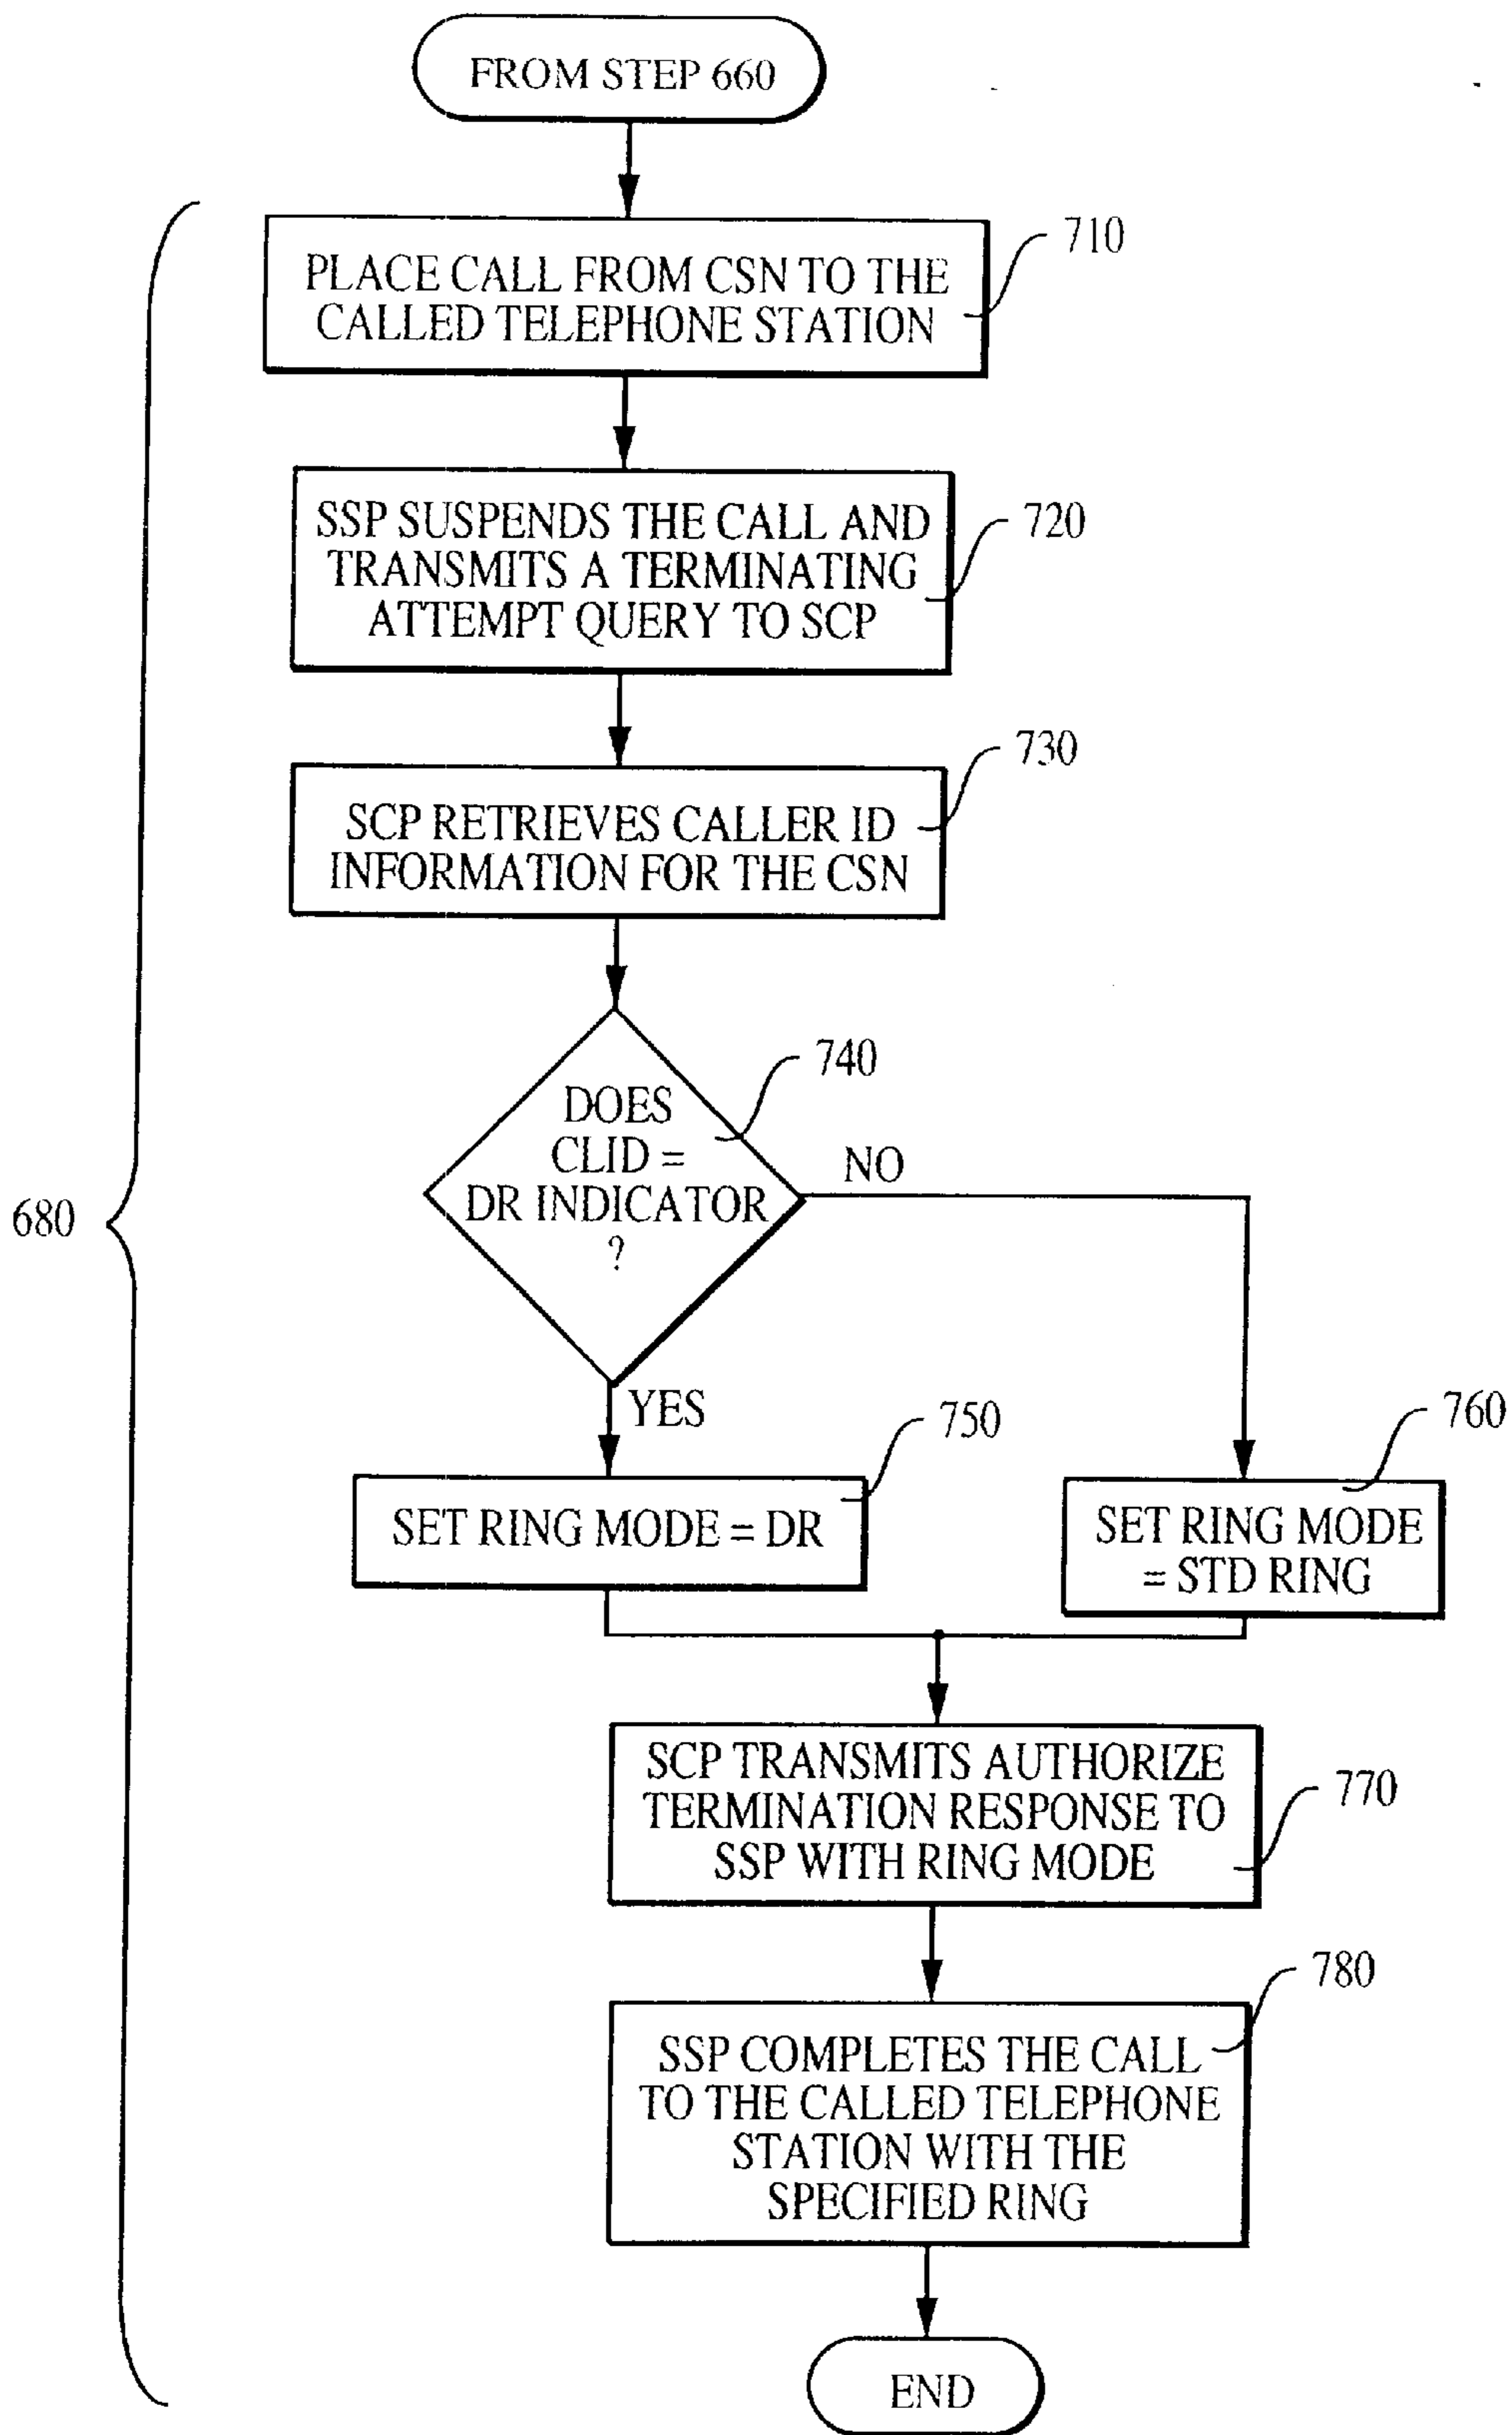 FROM STEP 660
710
PLACE CALL FROM CSN TO THE
CALLED TELEPHONE STATION
720
SSP SUSPENDS THE CALL AND
TRANSMITS A TERMINATING
ATTEMPT QUERY TO SCP
730
SCP RETRIEVES CALLER ID
INFORMATION FOR THE CSN
740
DOES
CLID =
DR INDICATOR
?
NO
680
YES
750
SET RING MODE = DR
760
SET RING MODE
= STD RING
SCP TRANSMITS AUTHORIZE
TERMINATION RESPONSE TO
SSP WITH RING MODE
770
780
SSP COMPLETES THE CALL
TO THE CALLED TELEPHONE
STATION WITH THE
SPECIFIED RING
END